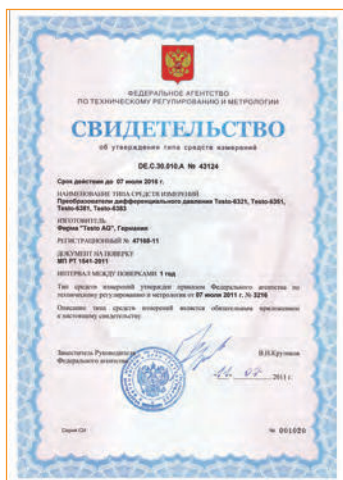 ФЕДЕРАЛЬНОЕ АГЕНТСТВО
ПО ТЕХНИЧЕСКОМУ РЕГУЛИРОВАНИЮ И МЕТРОЛОГИИ
СВИДЕТЕЛЬСТВО
об утверждении типа средств измерений
DE.C.30.010.A № 43124
Срок действия до 07 июля 2016 г.
НАИМЕНОВАНИЕ ТИПА СРЕДСТВ ИЗМЕРЕНИЙ
Преобразователи дифференциального давления Testo-6321, Testo-6351,
Testo-6381, Testo-6383
ИЗГОТОВИТЕЛЬ
Фирма "Testo AG", Германия
РЕГИСТРАЦИОННЫЙ № 47168-11
ДОКУМЕНТ НА ПОВЕРКУ
МП РТ 1641-2011
ИНТЕРВАЛ МЕЖДУ ПОВЕРКАМИ 1 год
Тип средств измерений утвержден приказом Федерального агентства по
техническому регулированию и метрологии от 07 июля 2011 г. № 3216
Описание типа средств измерений является обязательным приложением
к настоящему свидетельству.
Заместитель Руководителя
Федерального агентства
В.Н.Крутиков
2011 г.
Серия СИ
№ 001020